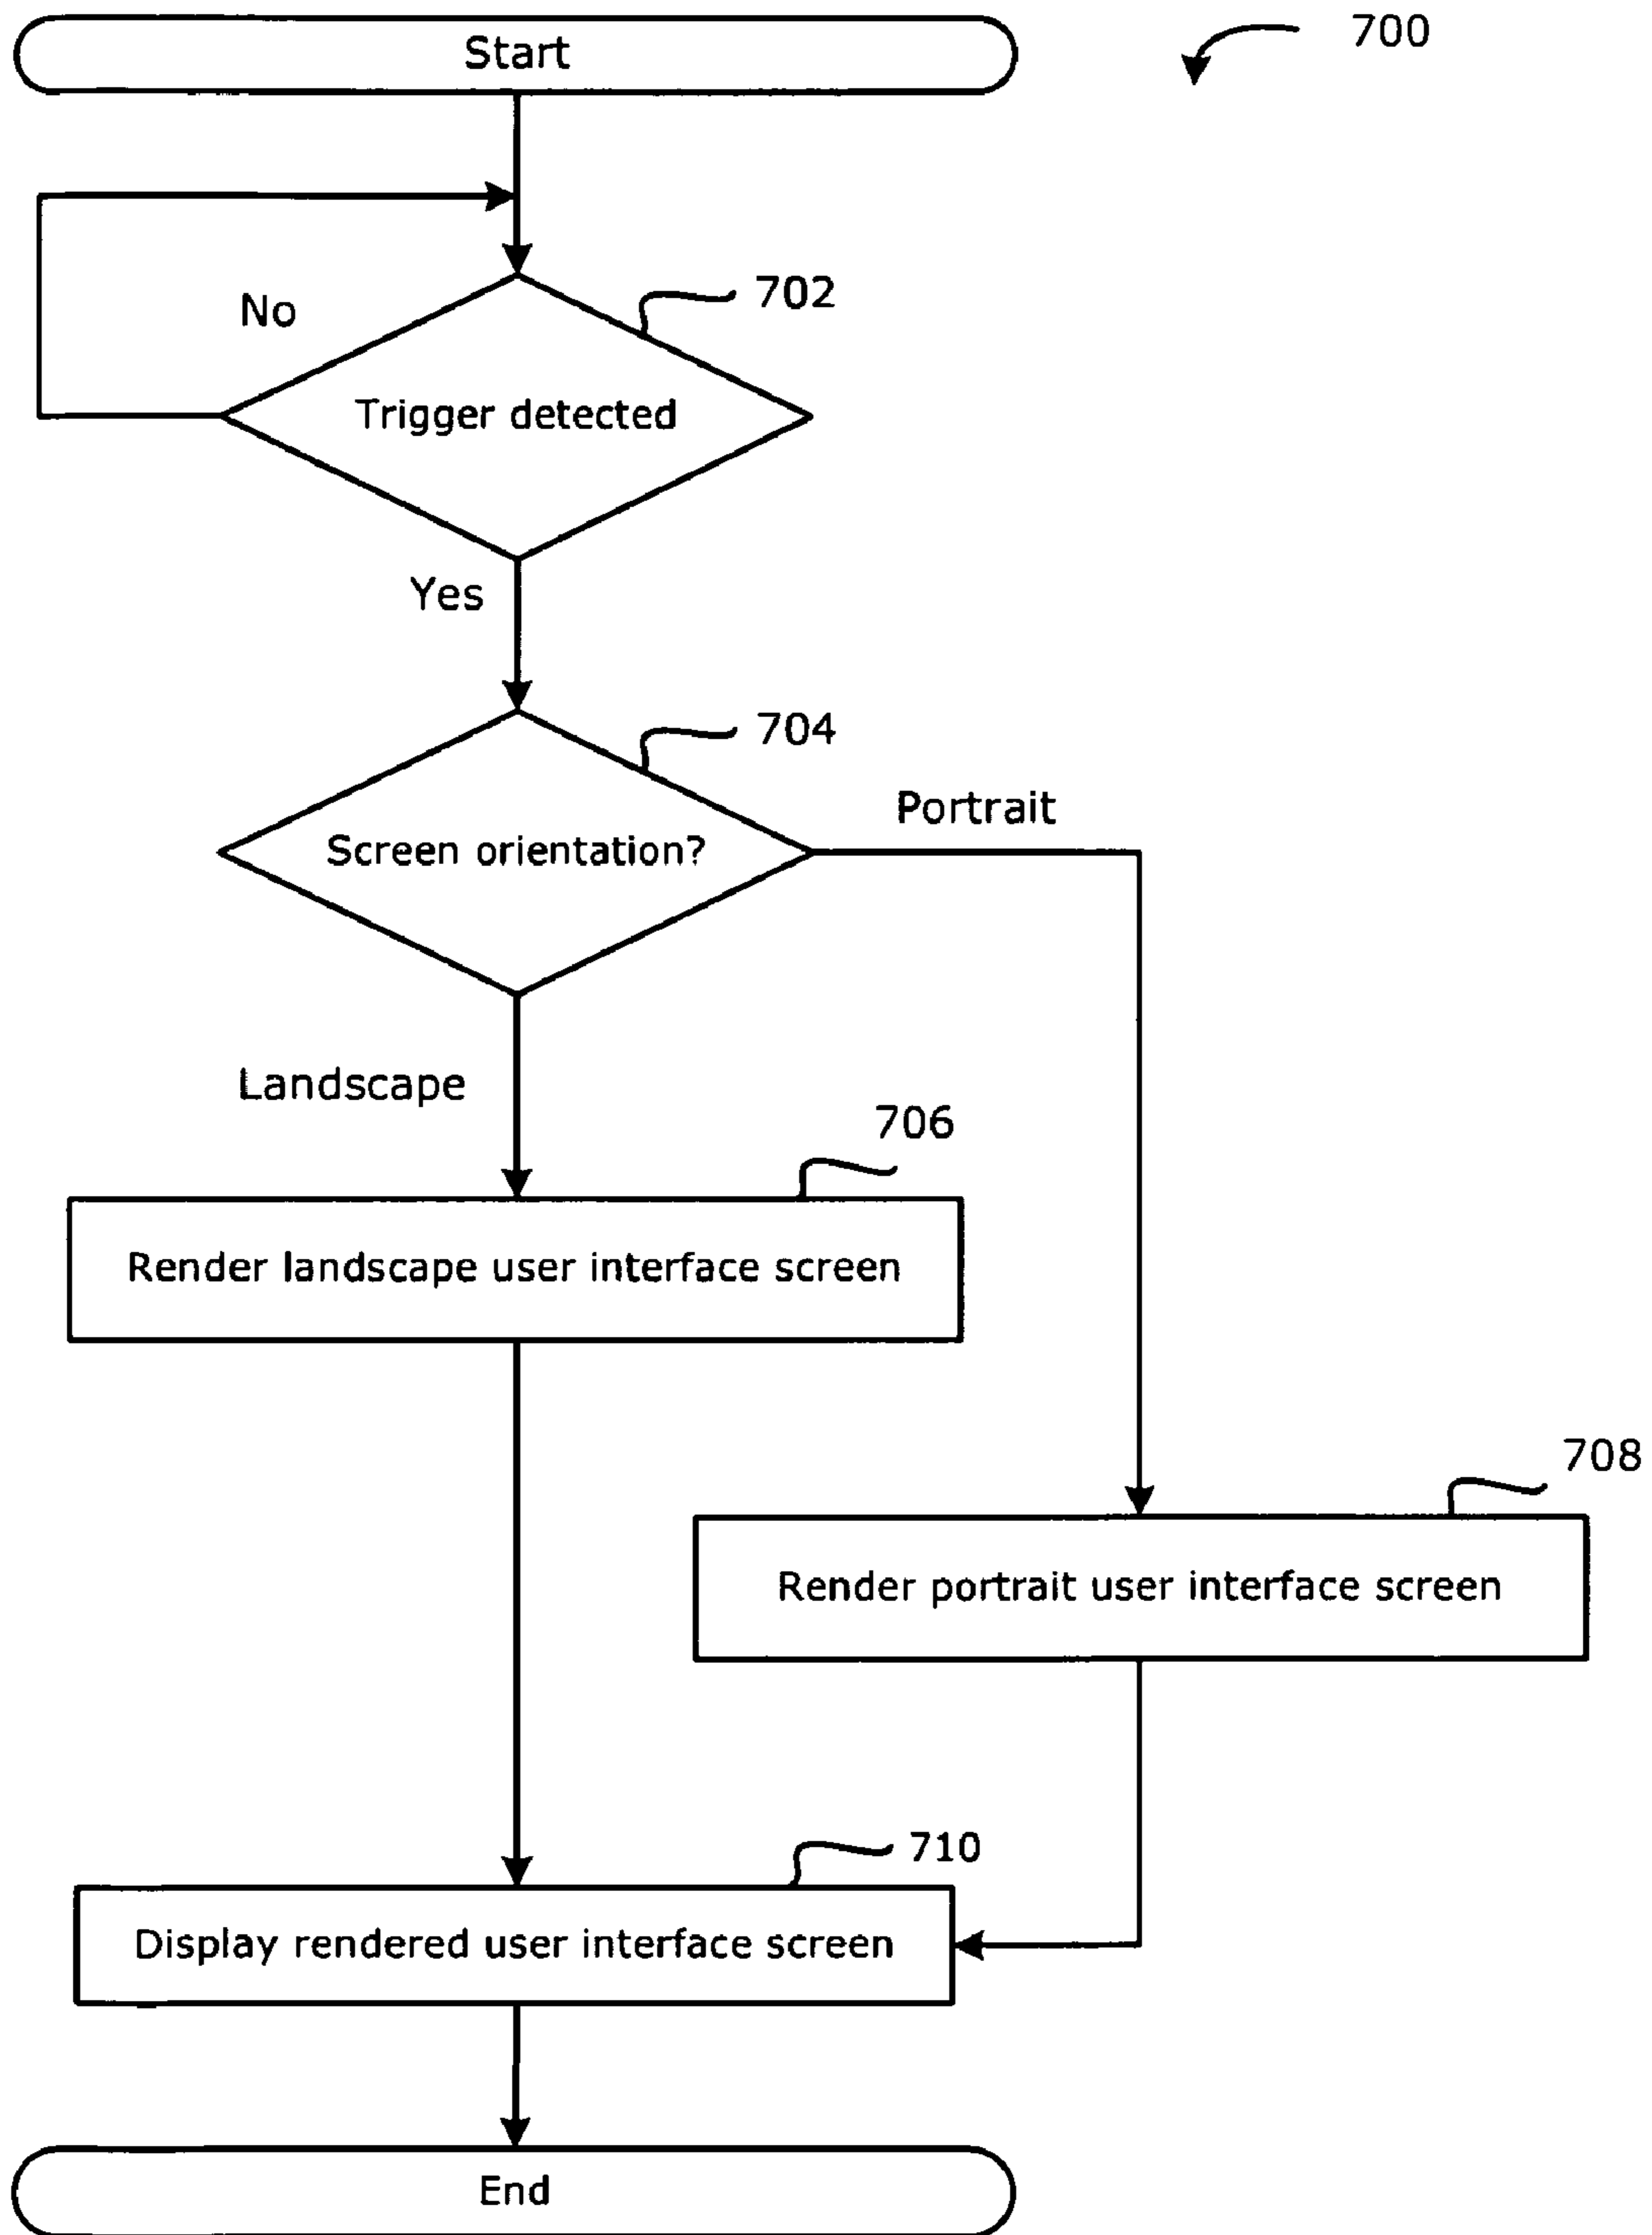 Start
700
No
702
Trigger detected
Yes
704
Portrait
Screen orientation?
Landscape
706
Render landscape user interface screen
708
Render portrait user interface screen
710
Display rendered user interface screen
End